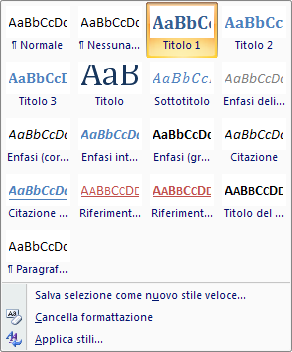 AaBbCcDc AaBbCcDc AaBbCc AaBbCc
¶ Normale ¶ Nessuna... Titolo 1 Titolo 2
AaBbCcD AaB AaBbCc. AaBbCcDc
Titolo 3 Titolo Sottotitolo Enfasi deli...
AaBbCcDc AaBbCcDc AaBbCcDc AaBbCcDc
Enfasi (cor... Enfasi int... Enfasi (gr... Citazione
AaBbCcDc AaBbCcDd AaBbCcDd AaBbCcDd
Citazione ... Riferiment... Riferiment... Titolo del ...
AaBbCcDc
¶ Paragraf...
Salva selezione come nuovo stile veloce...
Cancella formattazione
Applica stili...